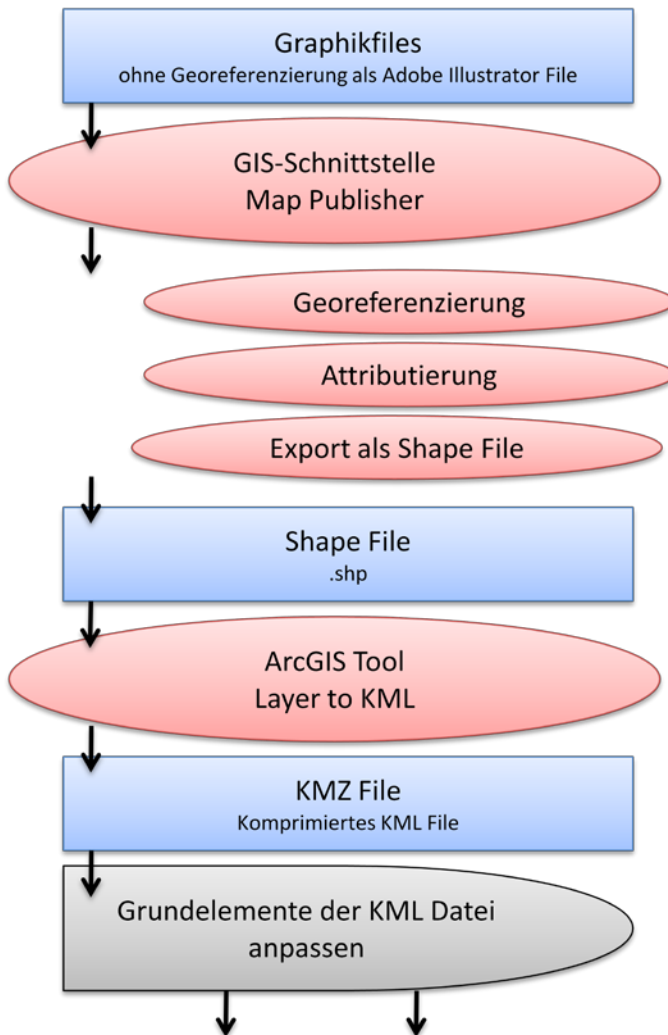 Graphikfiles
ohne Georeferenzierung als Adobe Illustrator File
GIS-Schnittstelle
Map Publisher
Georeferenzierung
Attributierung
Export als Shape File
Shape File
.shp
ArcGIS Tool
Layer to KML
KMZ File
Komprimiertes KML File
Grundelemente der KML Datei
anpassen